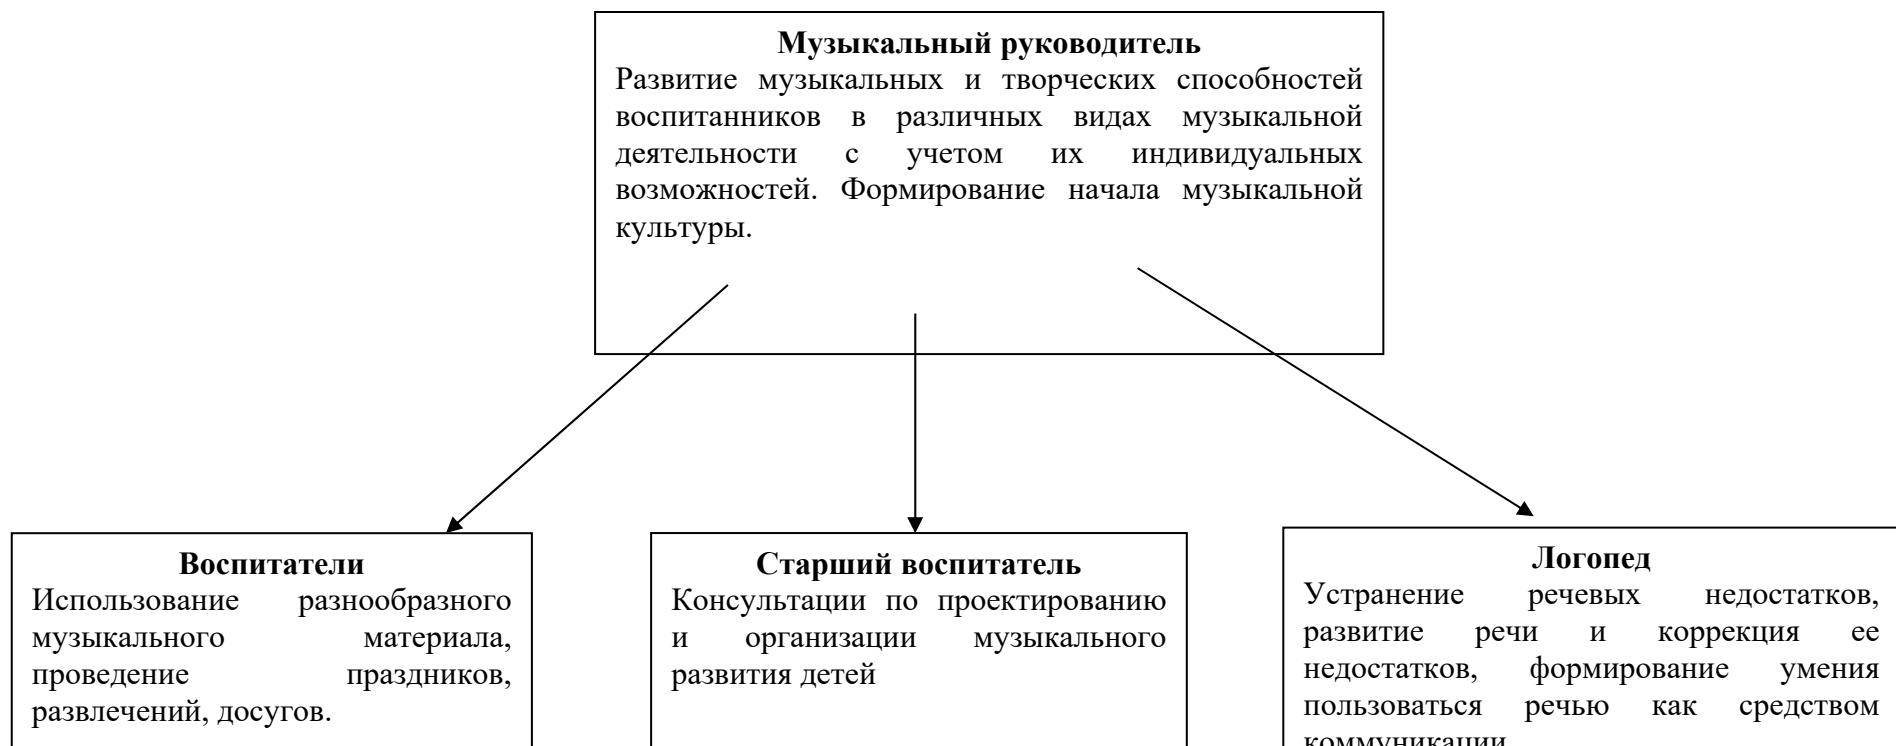 Музыкальный руководитель
Развитие музыкальных и творческих способностей
воспитанников в различных видах музыкальной
деятельности с учетом их индивидуальных
возможностей. Формирование начала музыкальной
культуры.
Воспитатели
Использование разнообразного
музыкального материала,
проведение праздников,
развлечений, досугов.
Старший воспитатель
Консультации по проектированию
и организации музыкального
развития детей
Логопед
Устранение речевых недостатков,
развитие речи и коррекция ее
недостатков, формирование умения
пользоваться речью как средством
коммуникации